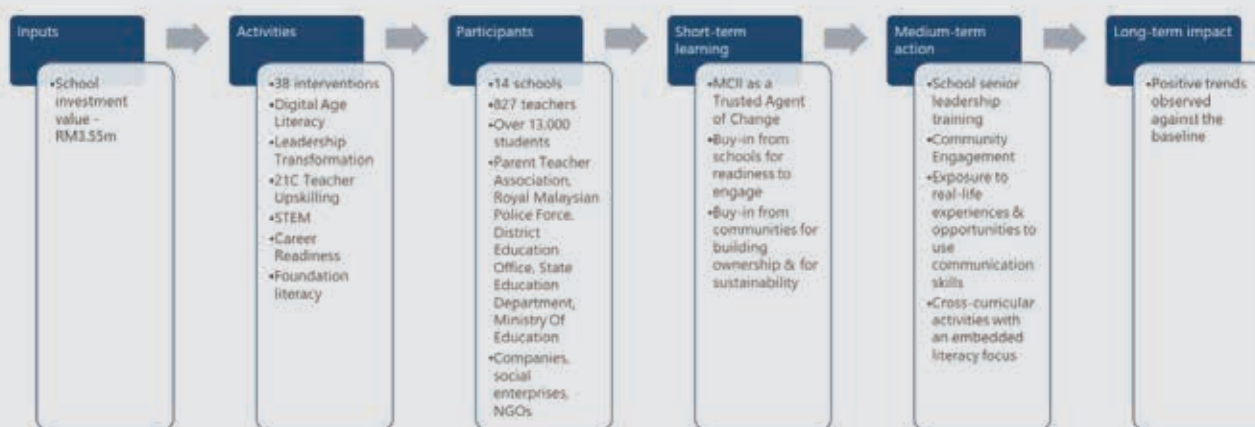 Inputs
•School
investment
value –
RM3.55m
Activities
•38 interventions
•Digital Age
Literacy
•Leadership
Transformation
•21C Teacher
Upskilling
•STEM
•Career
Readiness
•Foundation
literacy
Participants
•14 schools
•827 teachers
•Over 13,000
students
•Parent Teacher
Association,
Royal Malaysian
Police Force,
District
Education
Office, State
Education
Department,
Ministry Of
Education
•Companies,
social
enterprises,
NGOs
Short-term
learning
•MCII as a
Trusted Agent
of Change
•Buy-in from
schools for
readiness to
engage
•Buy-in from
communities for
building
ownership & for
sustainability
Medium-term
action
•School senior
leadership
training
•Community
Engagement
•Exposure to
real-life
experiences &
opportunities to
use
communication
skills
•Cross-curricular
activities with
an embedded
literacy focus
Long-term impact
•Positive trends
observed
against the
baseline